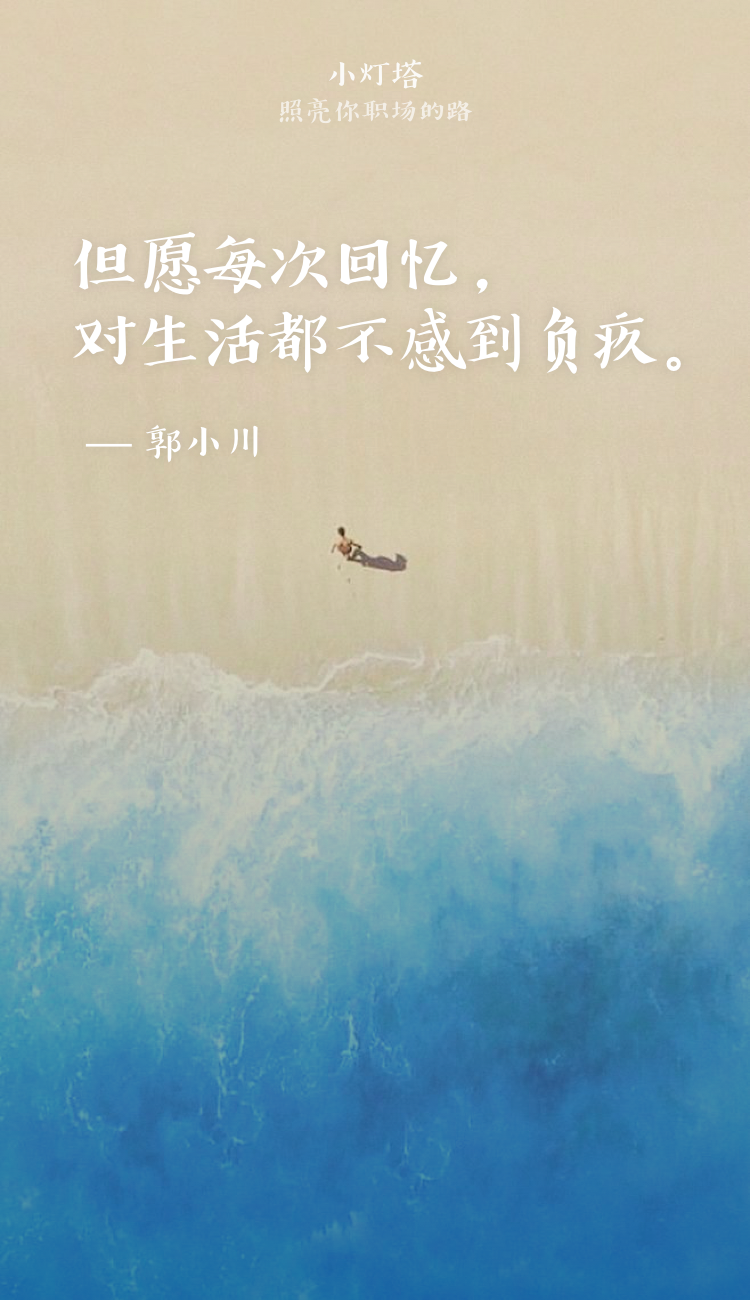 小灯塔
照亮你职场的路
但愿每次回忆，
对生活都不感到负疚。
— 郭小川